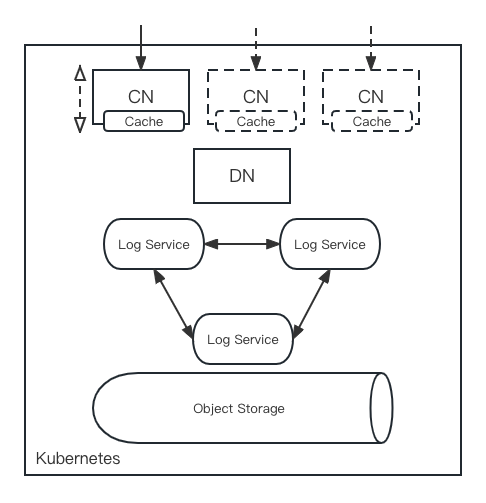 CN
CN
CN
Cache
Cache
Cache
DN
Log Service
Log Service
Log Service
Object Storage
Kubernetes